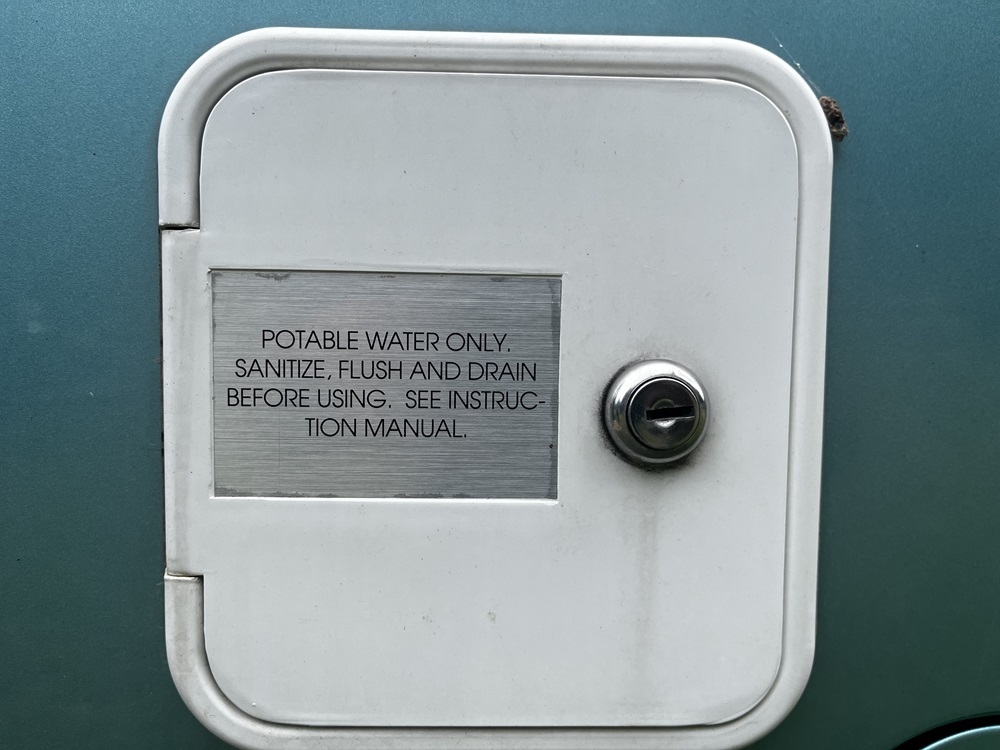 POTABLE WATER ONLY.
SANITIZE, FLUSH AND DRAIN
BEFORE USING. SEE INSTRUC-
TION MANUAL.